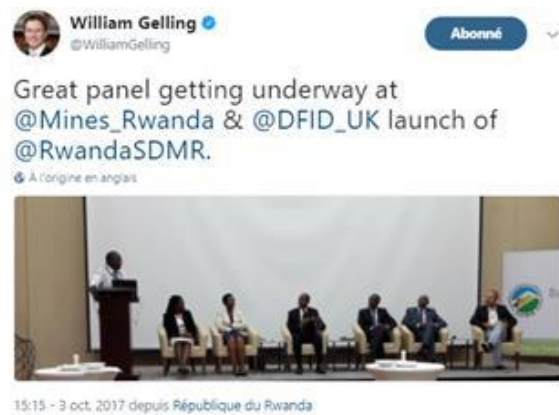 William Gelling
@WilliamGelling
Abonné
Great panel getting underway at
@Mines_Rwanda & @DFID_UK launch of
@RwandaSDMR.
À l'origine en anglais
15:15 - 3 oct. 2017 depuis République du Rwanda